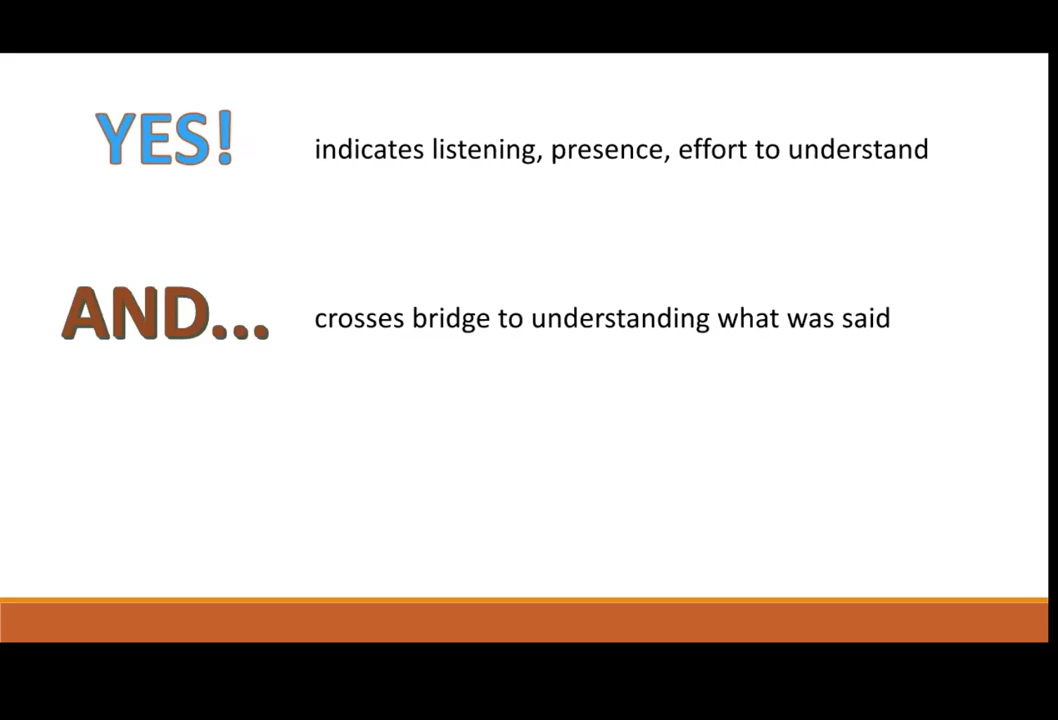 YES! indicates listening, presence, effort to understand
AND... crosses bridge to understanding what was said